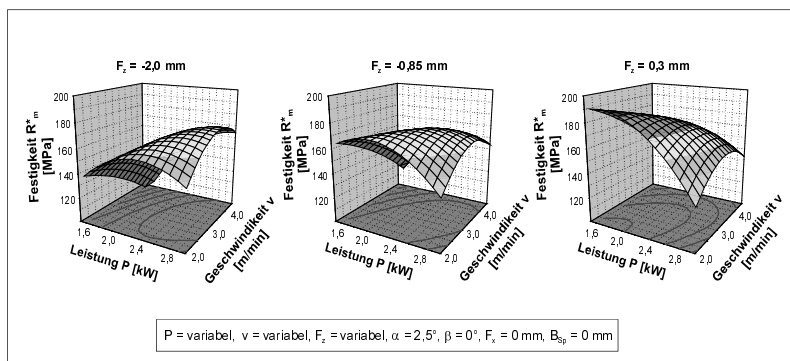 F_z = -2,0 mm
Festigkeit R*_m
[MPa]
200
180
160
140
120
1,6
2,0
2,4
2,8
Leistung P [kW]
2,0
3,0
4,0
Geschwindikeit v
[m/min]
F_z = -0,85 mm
Festigkeit R*_m
[MPa]
200
180
160
140
120
1,6
2,0
2,4
2,8
Leistung P [kW]
2,0
3,0
4,0
Geschwindikeit v
[m/min]
F_z = 0,3 mm
Festigkeit R*_m
[MPa]
200
180
160
140
120
1,6
2,0
2,4
2,8
Leistung P [kW]
2,0
3,0
4,0
Geschwindikeit v
[m/min]
P = variabel, v = variabel, F_z = variabel, α = 2,5°, β = 0°, F_x = 0 mm, B_Sp = 0 mm